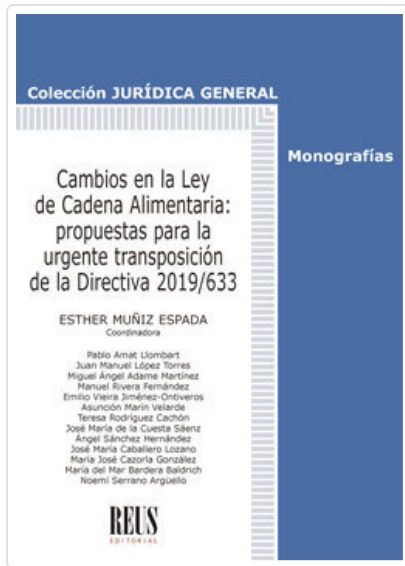 Colección JURÍDICA GENERAL
Monografías
Cambios en la Ley
de Cadena Alimentaria:
propuestas para la
urgente transposición
de la Directiva 2019/633
ESTHER MUÑIZ ESPADA
Coordinadora
Pablo Amat Llombart
Juan Manuel López Torres
Miguel Ángel Adame Martínez
Manuel Rivera Fernández
Emilio Vieira Jiménez-Ontiveros
Asunción Marín Velarde
Teresa Rodríguez Cachón
José María de la Cuesta Sáenz
Ángel Sánchez Hernández
José María Caballero Lozano
María José Cazorla González
María del Mar Bardera Baldrich
Noemí Serrano Argüello
REUS
EDITORIAL